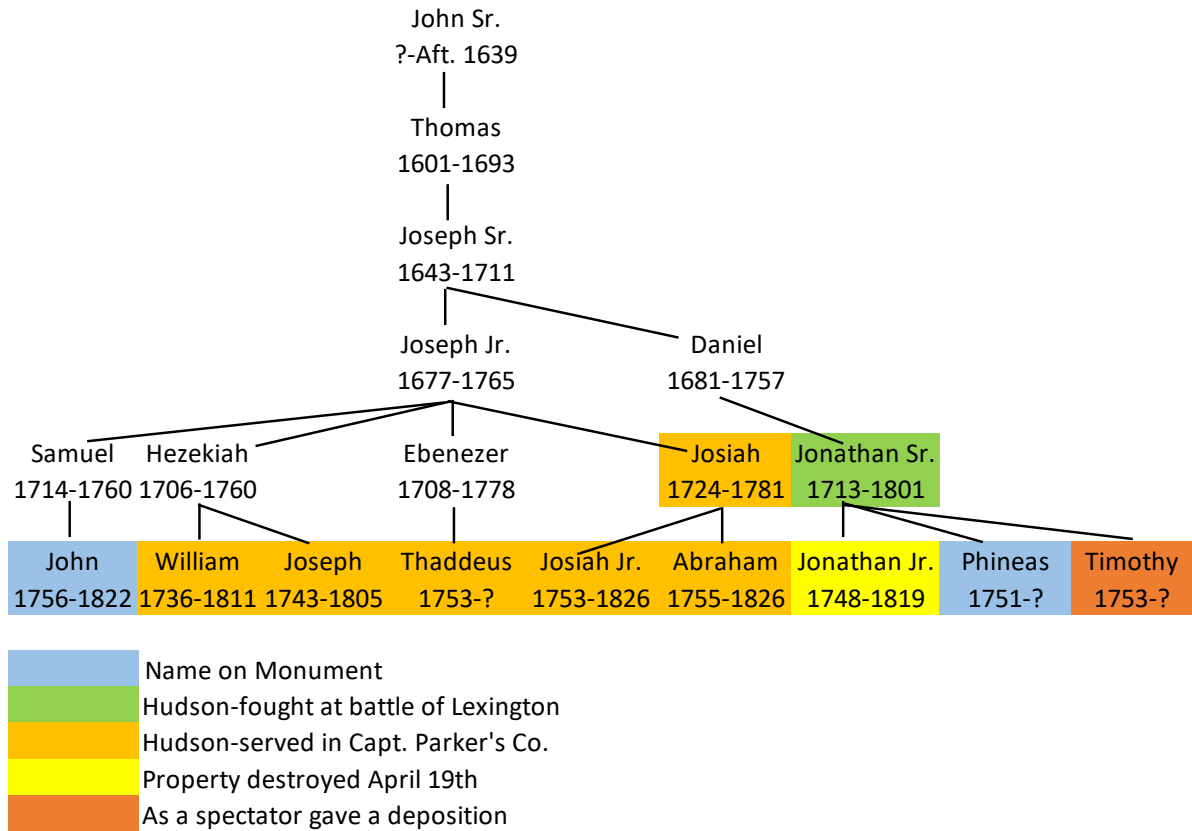 John Sr.
?-Aft. 1639
Thomas
1601-1693
Joseph Sr.
1643-1711
Joseph Jr. Daniel
1677-1765 1681-1757
Samuel Hezekiah Ebenezer Josiah Jonathan Sr.
1714-1760 1706-1760 1708-1778 1724-1781 1713-1801
John William Joseph Thaddeus Josiah Jr. Abraham Jonathan Jr. Phineas Timothy
1756-1822 1736-1811 1743-1805 1753-? 1753-1826 1755-1826 1748-1819 1751-? 1753-?
Name on Monument
Hudson-fought at battle of Lexington
Hudson-served in Capt. Parker's Co.
Property destroyed April 19th
As a spectator gave a deposition